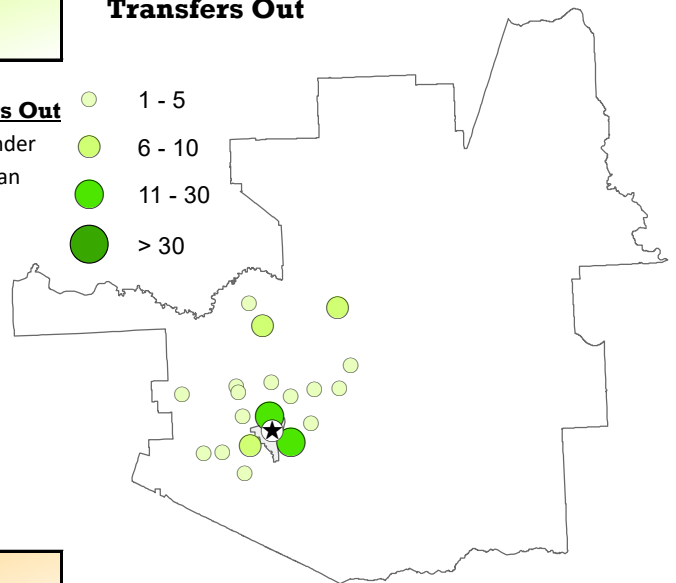 Transfers Out
s Out
nder
an
1 - 5
6 - 10
11 - 30
> 30